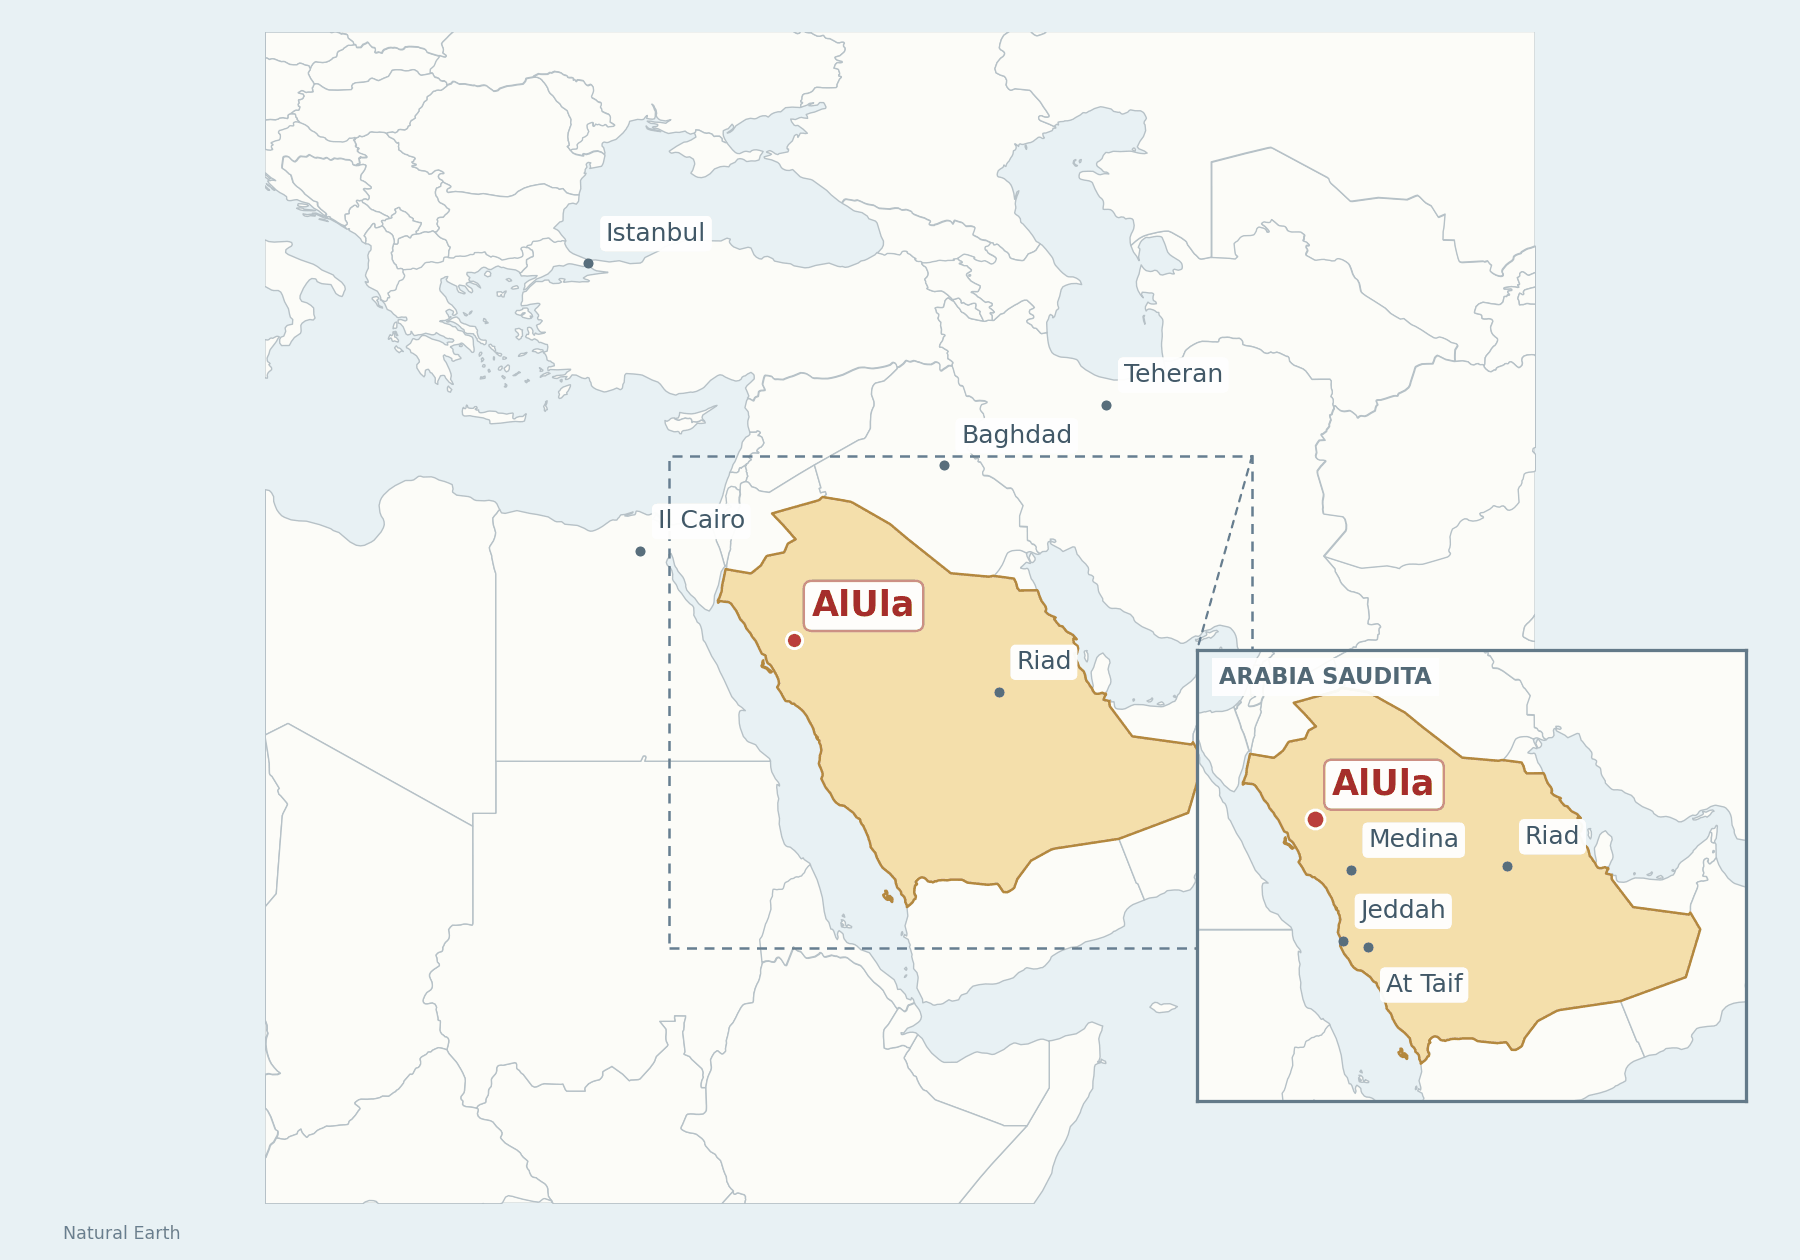 Istanbul
Teheran
Baghdad
Il Cairo
AlUla
Riad
ARABIA SAUDITA
AlUla
Medina
Riad
Jeddah
At Taif
Natural Earth